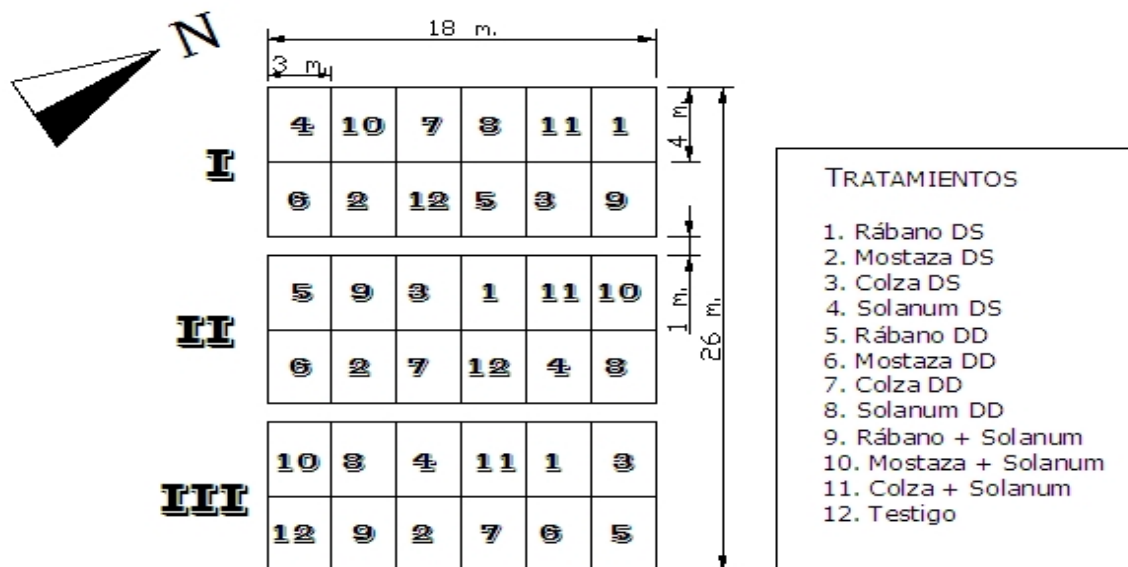 N
18 m.
3 m.
4 10 7 8 11 1
4 m.
I
6 2 12 5 3 9
5 9 3 1 11 10
1 m.
II
26 m.
6 2 7 12 4 8
10 8 4 11 1 3
III
12 9 2 7 6 5
TRATAMIENTOS
1. Rábano DS
2. Mostaza DS
3. Colza DS
4. Solanum DS
5. Rábano DD
6. Mostaza DD
7. Colza DD
8. Solanum DD
9. Rábano + Solanum
10. Mostaza + Solanum
11. Colza + Solanum
12. Testigo